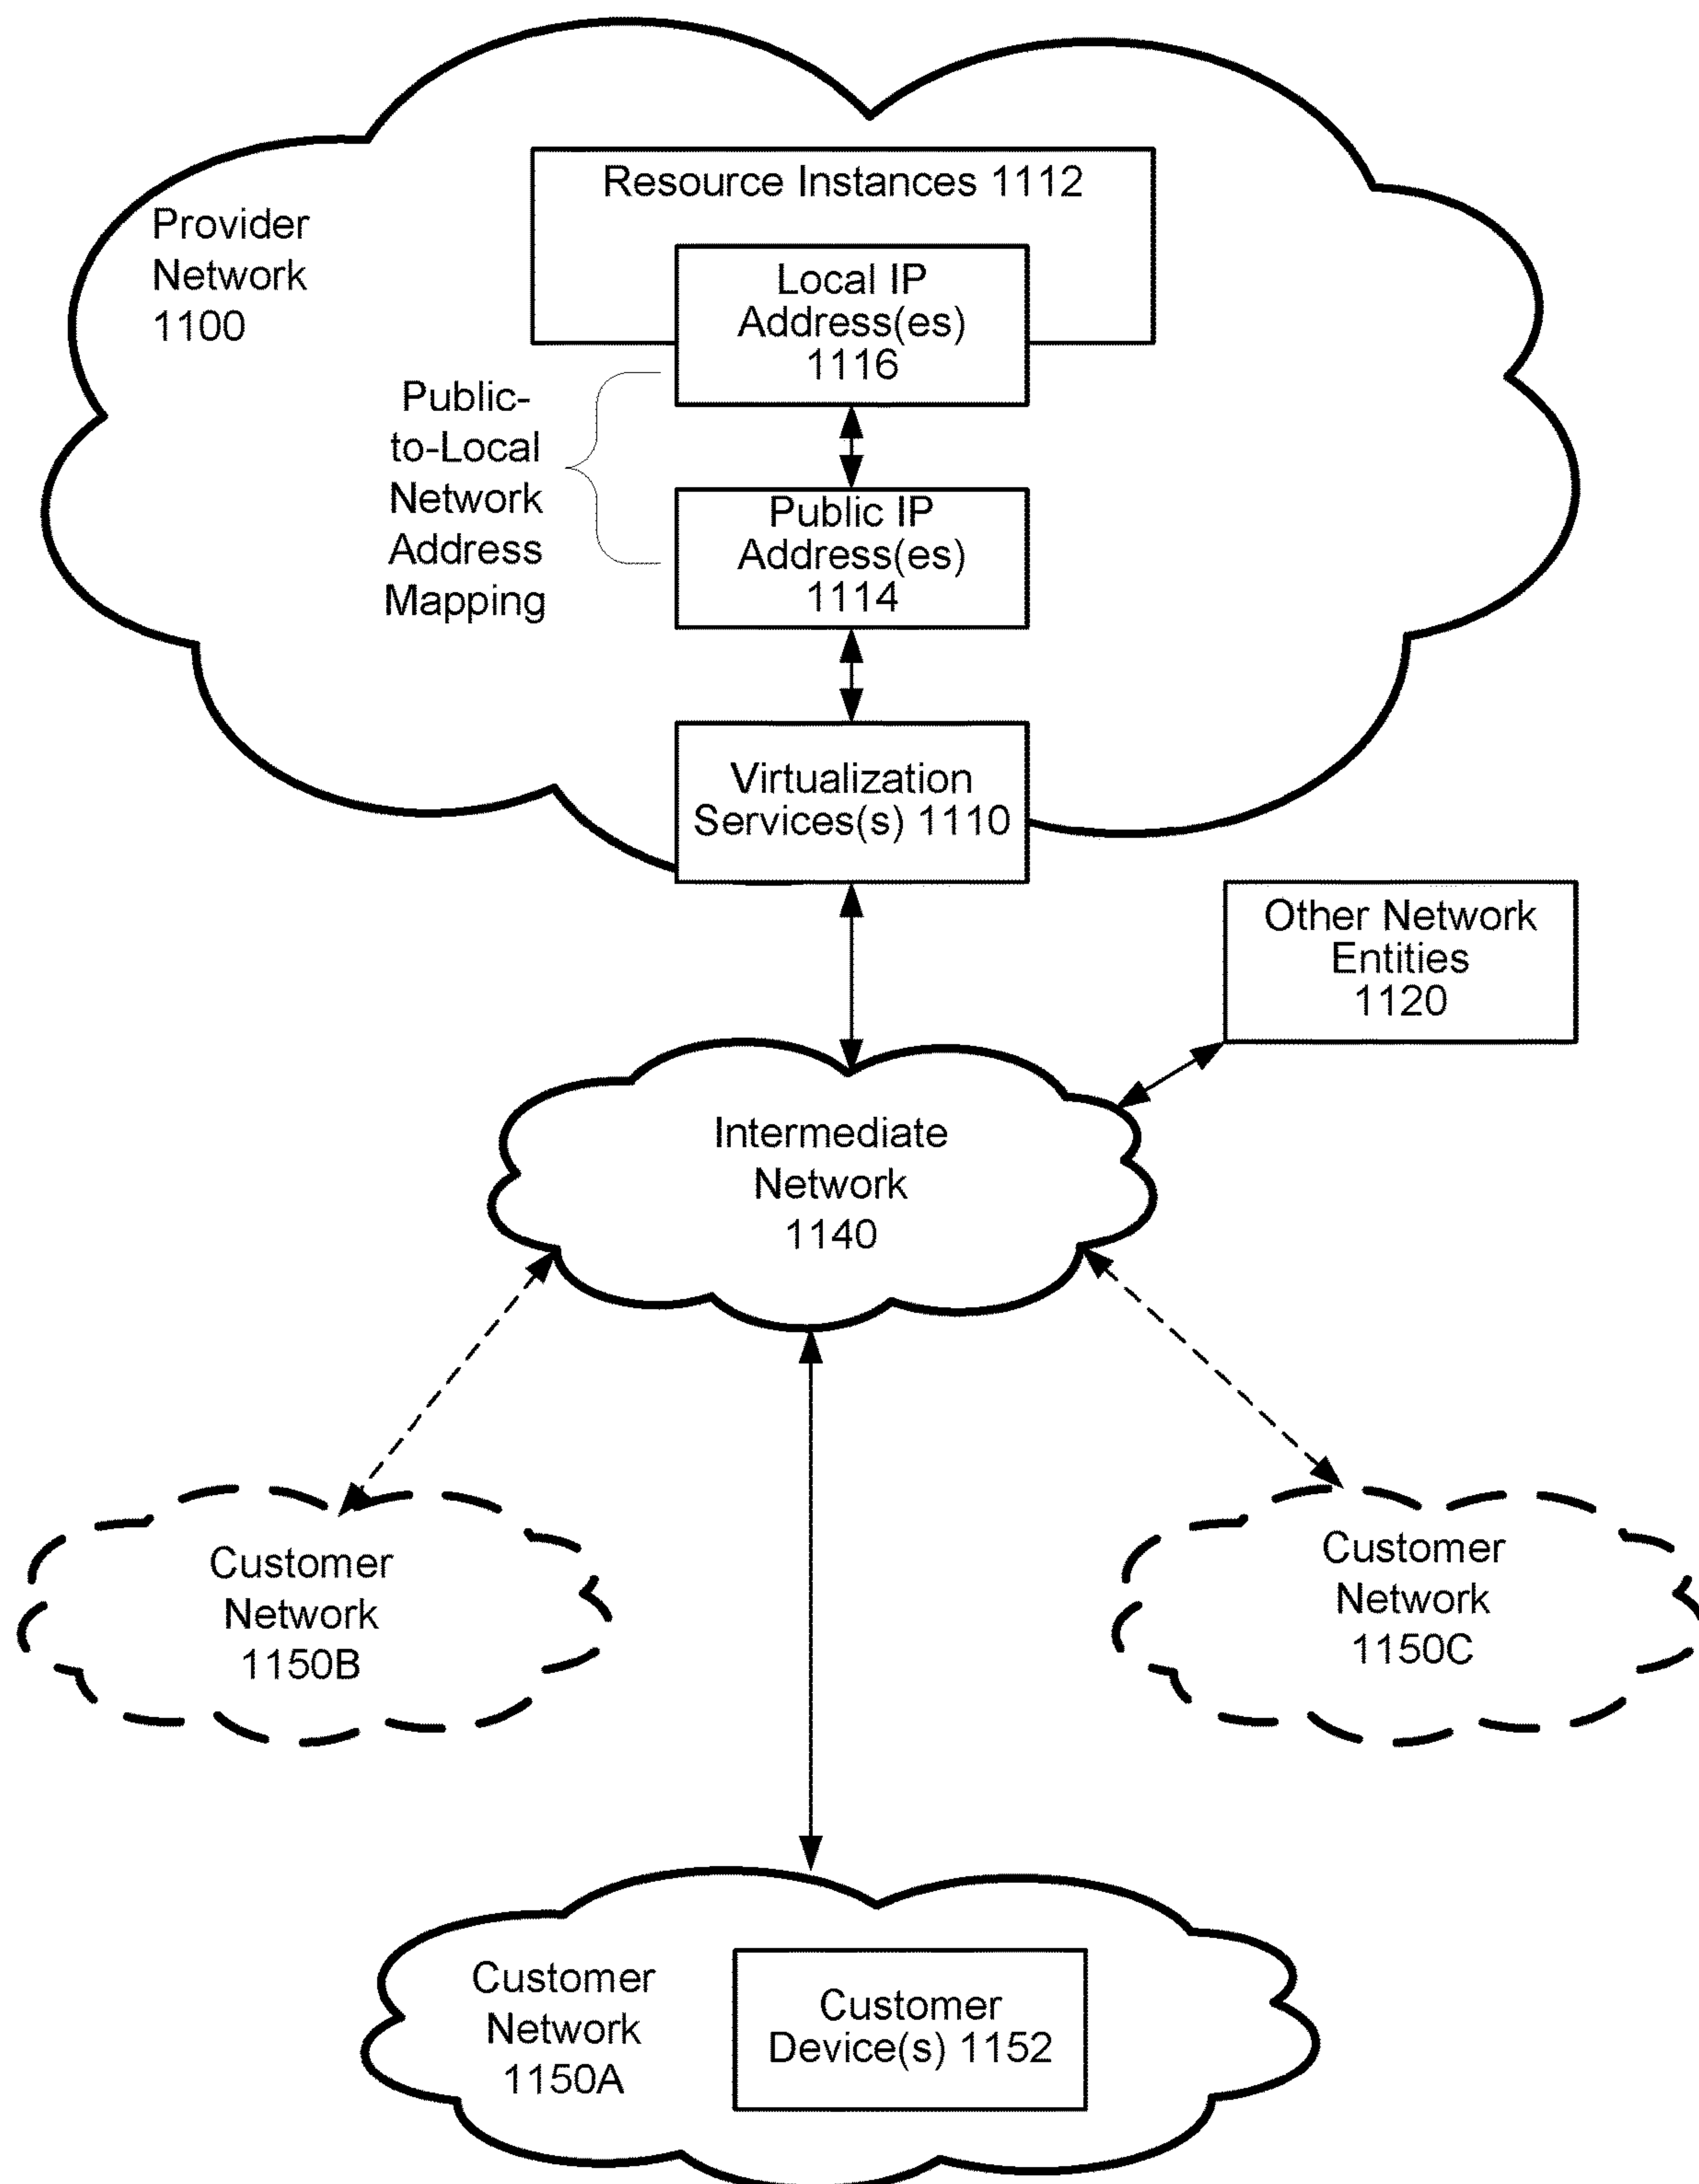 Resource Instances 1112
Provider
Network
1100
Local IP
Address(es)
1116
Public-
to-Local
Network
Address
Mapping
Public IP
Address(es)
1114
Virtualization
Services(s) 1110
Other Network
Entities
1120
Intermediate
Network
1140
Customer
Network
1150B
Customer
Network
1150C
Customer
Network
1150A
Customer
Device(s) 1152